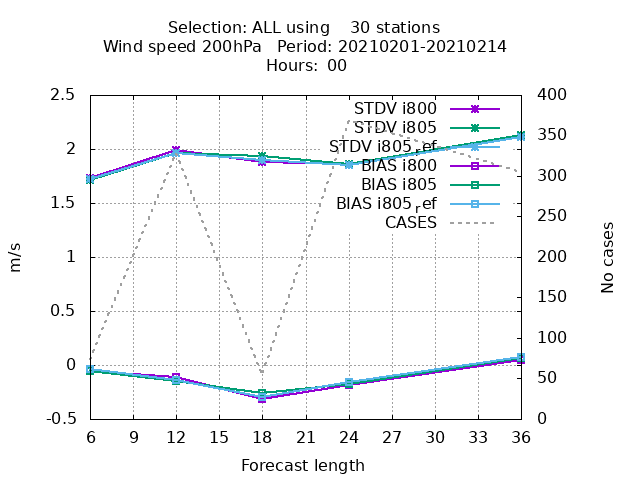 Selection: ALL using    30 stations
Wind speed 200hPa   Period: 20210201-20210214
Hours: 00
2.5
2
1.5
1
0.5
0
-0.5
400
350
300
250
200
150
100
50
0
m/s
No cases
STDV i800
STDV i805
STDV i805_ref
BIAS i800
BIAS i805
BIAS i805_ref
CASES
6 9 12 15 18 21 24 27 30 33 36
Forecast length